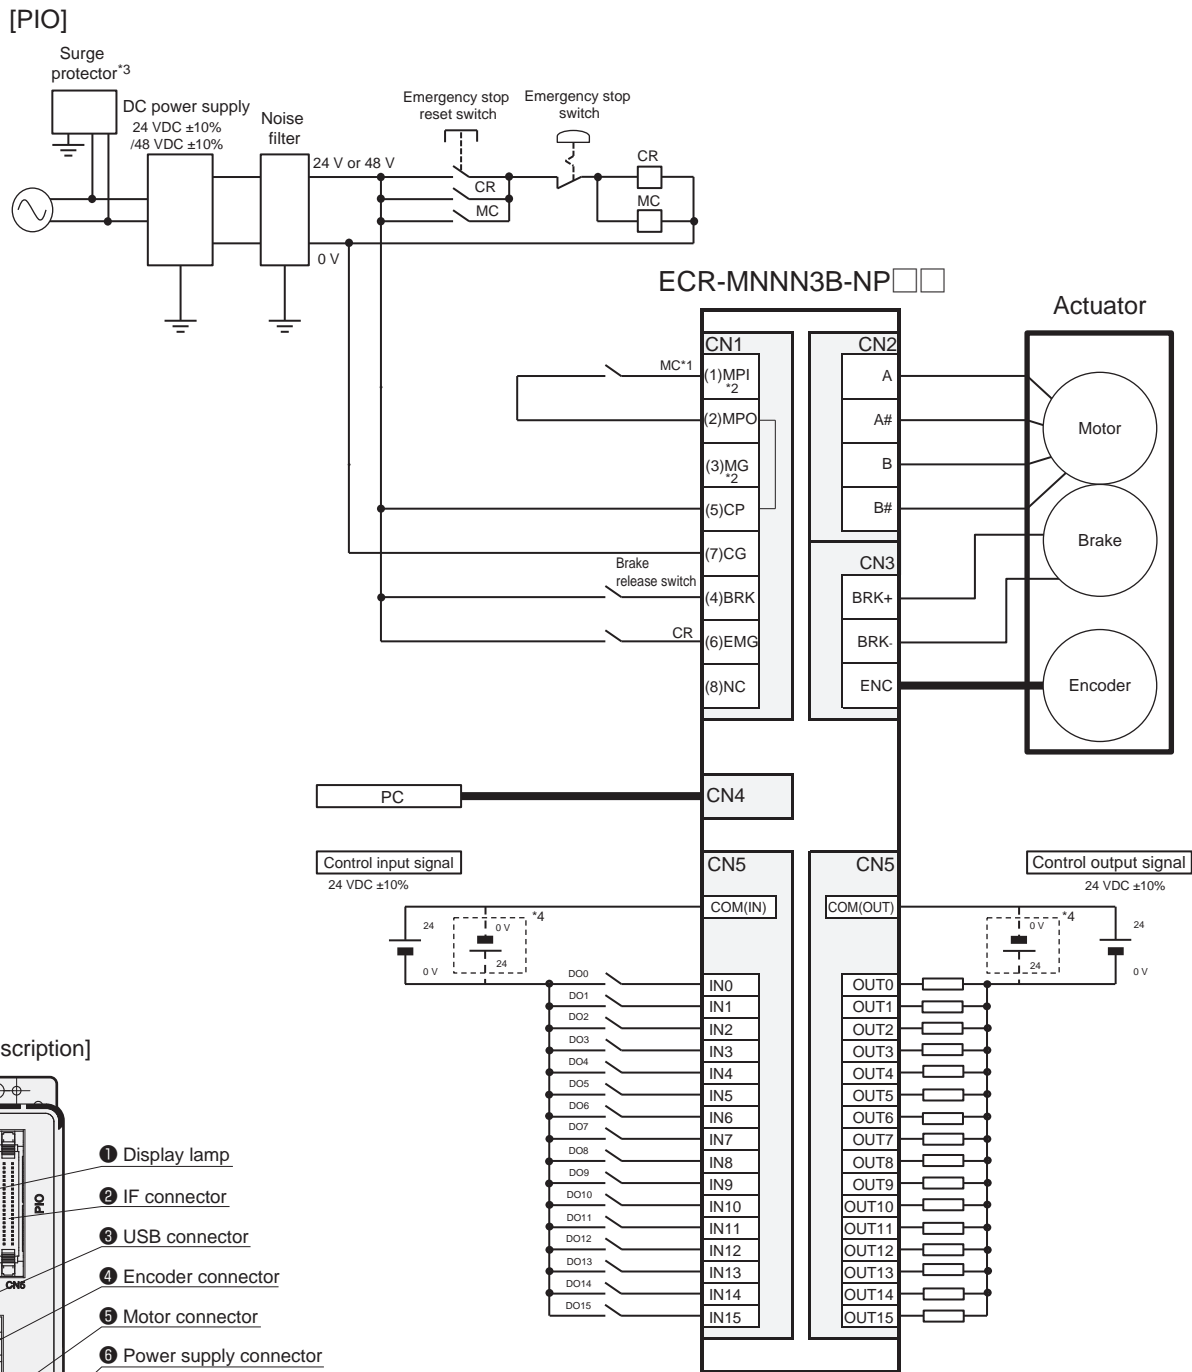 [PIO]
Surge
protector*3
DC power supply
24 VDC ±10%
/48 VDC ±10%
Noise
filter
Emergency stop
reset switch
Emergency stop
switch
24 V or 48 V
CR
MC
CR
MC
0 V
ECR-MNNN3B-NP□□
Actuator
CN1
MC*1
(1)MPI
*2
(2)MPO
(3)MG
*2
(5)CP
(7)CG
Brake
release switch
(4)BRK
CR
(6)EMG
(8)NC
CN2
A
A#
B
B#
CN3
BRK+
BRK-
ENC
Motor
Brake
Encoder
PC
CN4
Control input signal
24 VDC ±10%
CN5
COM(IN)
24
0 V
0 V
24
*4
DO0
IN0
DO1
IN1
DO2
IN2
DO3
IN3
DO4
IN4
DO5
IN5
DO6
IN6
DO7
IN7
DO8
IN8
DO9
IN9
DO10
IN10
DO11
IN11
DO12
IN12
DO13
IN13
DO14
IN14
DO15
IN15
CN5
COM(OUT)
Control output signal
24 VDC ±10%
0 V
24
*4
24
0 V
OUT0
OUT1
OUT2
OUT3
OUT4
OUT5
OUT6
OUT7
OUT8
OUT9
OUT10
OUT11
OUT12
OUT13
OUT14
OUT15
scription]
PIO
CN5
❶ Display lamp
❷ IF connector
❸ USB connector
❹ Encoder connector
❺ Motor connector
❻ Power supply connector